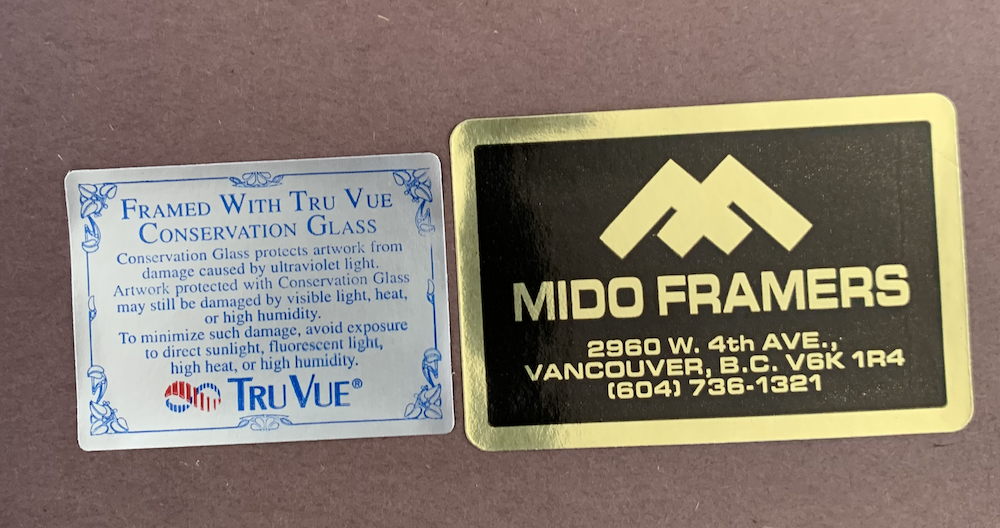 FRAMED WITH TRU VUE
CONSERVATION GLASS
Conservation Glass protects artwork from
damage caused by ultraviolet light.
Artwork protected with Conservation Glass
may still be damaged by visible light, heat,
or high humidity.
To minimize such damage, avoid exposure
to direct sunlight, fluorescent light,
high heat, or high humidity.
TRU VUE®
MIDO FRAMERS
2960 W. 4th AVE.,
VANCOUVER, B.C. V6K 1R4
(604) 736-1321